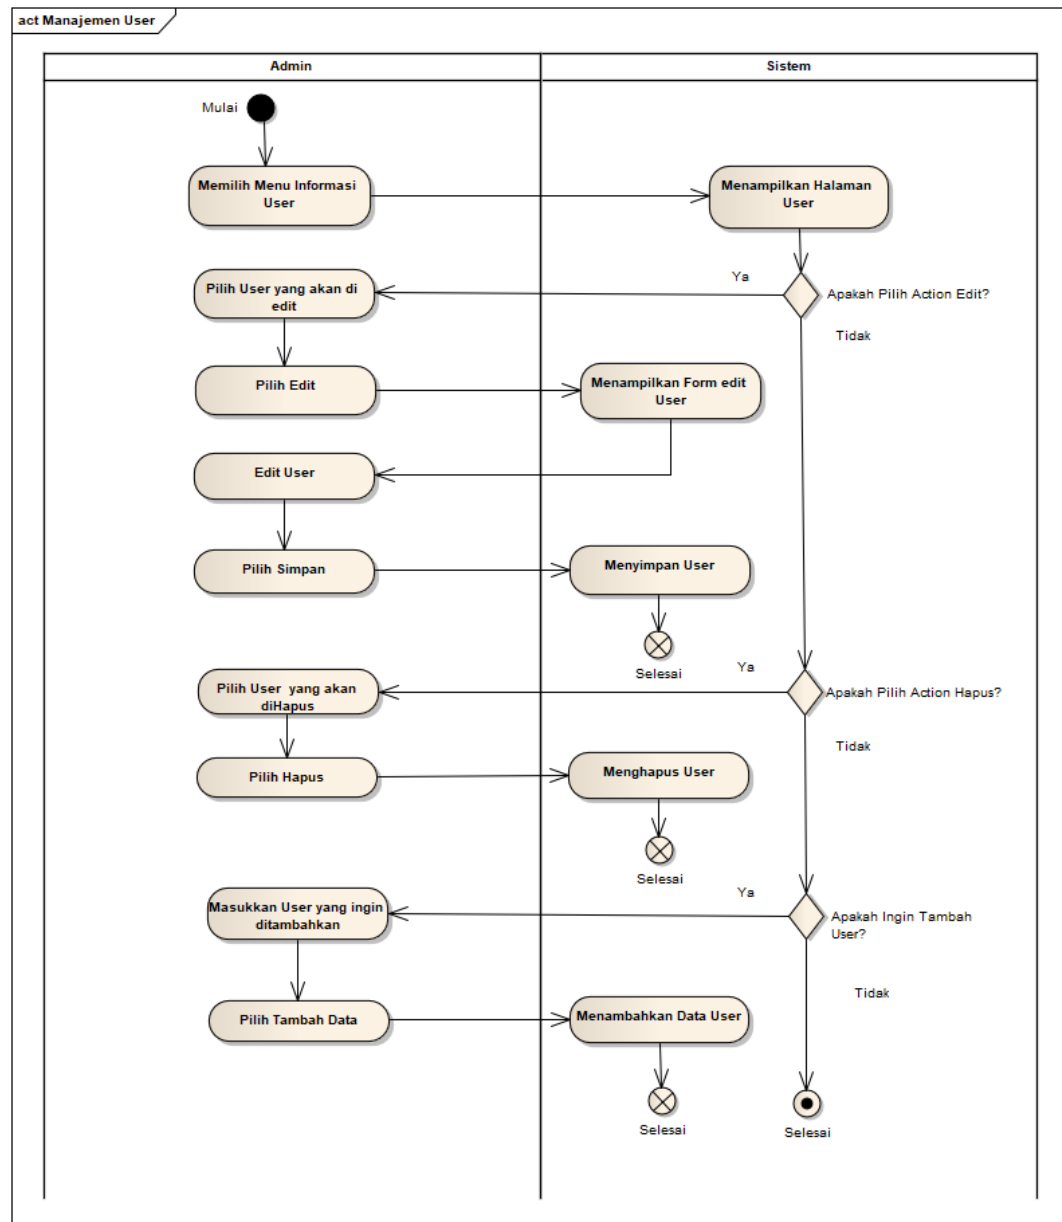 act Manajemen User
Admin
Sistem
Mulai
Memilih Menu Informasi
User
Menampilkan Halaman
User
Ya
Apakah Pilih Action Edit?
Pilih User yang akan di
edit
Tidak
Pilih Edit
Menampilkan Form edit
User
Edit User
Pilih Simpan
Menyimpan User
Selesai
Ya
Apakah Pilih Action Hapus?
Pilih User yang akan
diHapus
Tidak
Pilih Hapus
Menghapus User
Selesai
Ya
Apakah Ingin Tambah
User?
Masukkan User yang ingin
ditambahkan
Tidak
Pilih Tambah Data
Menambahkan Data User
Selesai
Selesai